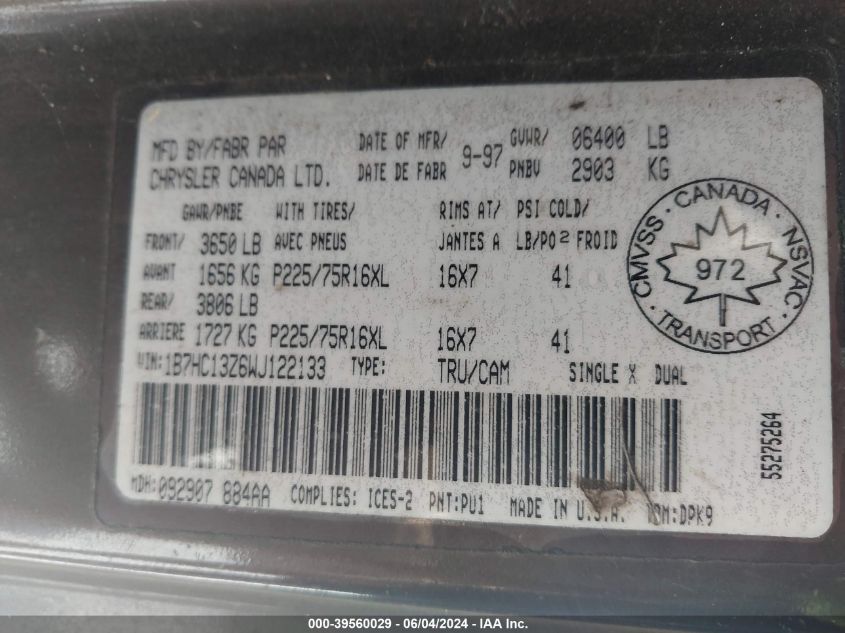 MFD BY/FABR PAR DATE OF MFR/ 9-97 GVWR/ 06400 LB
CHRYSLER CANADA LTD. DATE DE FABR PNBV 2903 KG
GAWR/PNBE WITH TIRES/ RIMS AT/ PSI COLD/
FRONT/ 3650 LB AVEC PNEUS JANTES A LB/PO² FROID
AVANT 1656 KG P225/75R16XL 16X7 41
REAR/ 3806 LB
ARRIERE 1727 KG P225/75R16XL 16X7 41
VIN: 1B7HC13Z6WJ122133 TYPE: TRU/CAM SINGLE X DUAL
MDH: 092907 884AA COMPLIES: ICES-2 PNT: PU1 MADE IN U.S.A. :DPK9
55275264
CMVSS · CANADA · NSVAC · TRANSPORT ·
972
000-39560029 - 06/04/2024 - IAA Inc.